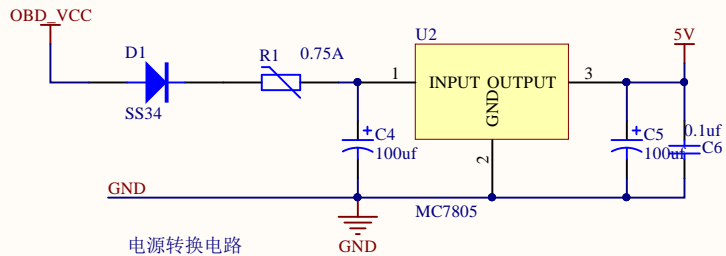 OBD_VCC
D1
SS34
R1 0.75A
U2
1
INPUT OUTPUT
GND
3
2
MC7805
5V
C4
100uf
C5
100uf
0.1uf
C6
GND
GND
电源转换电路